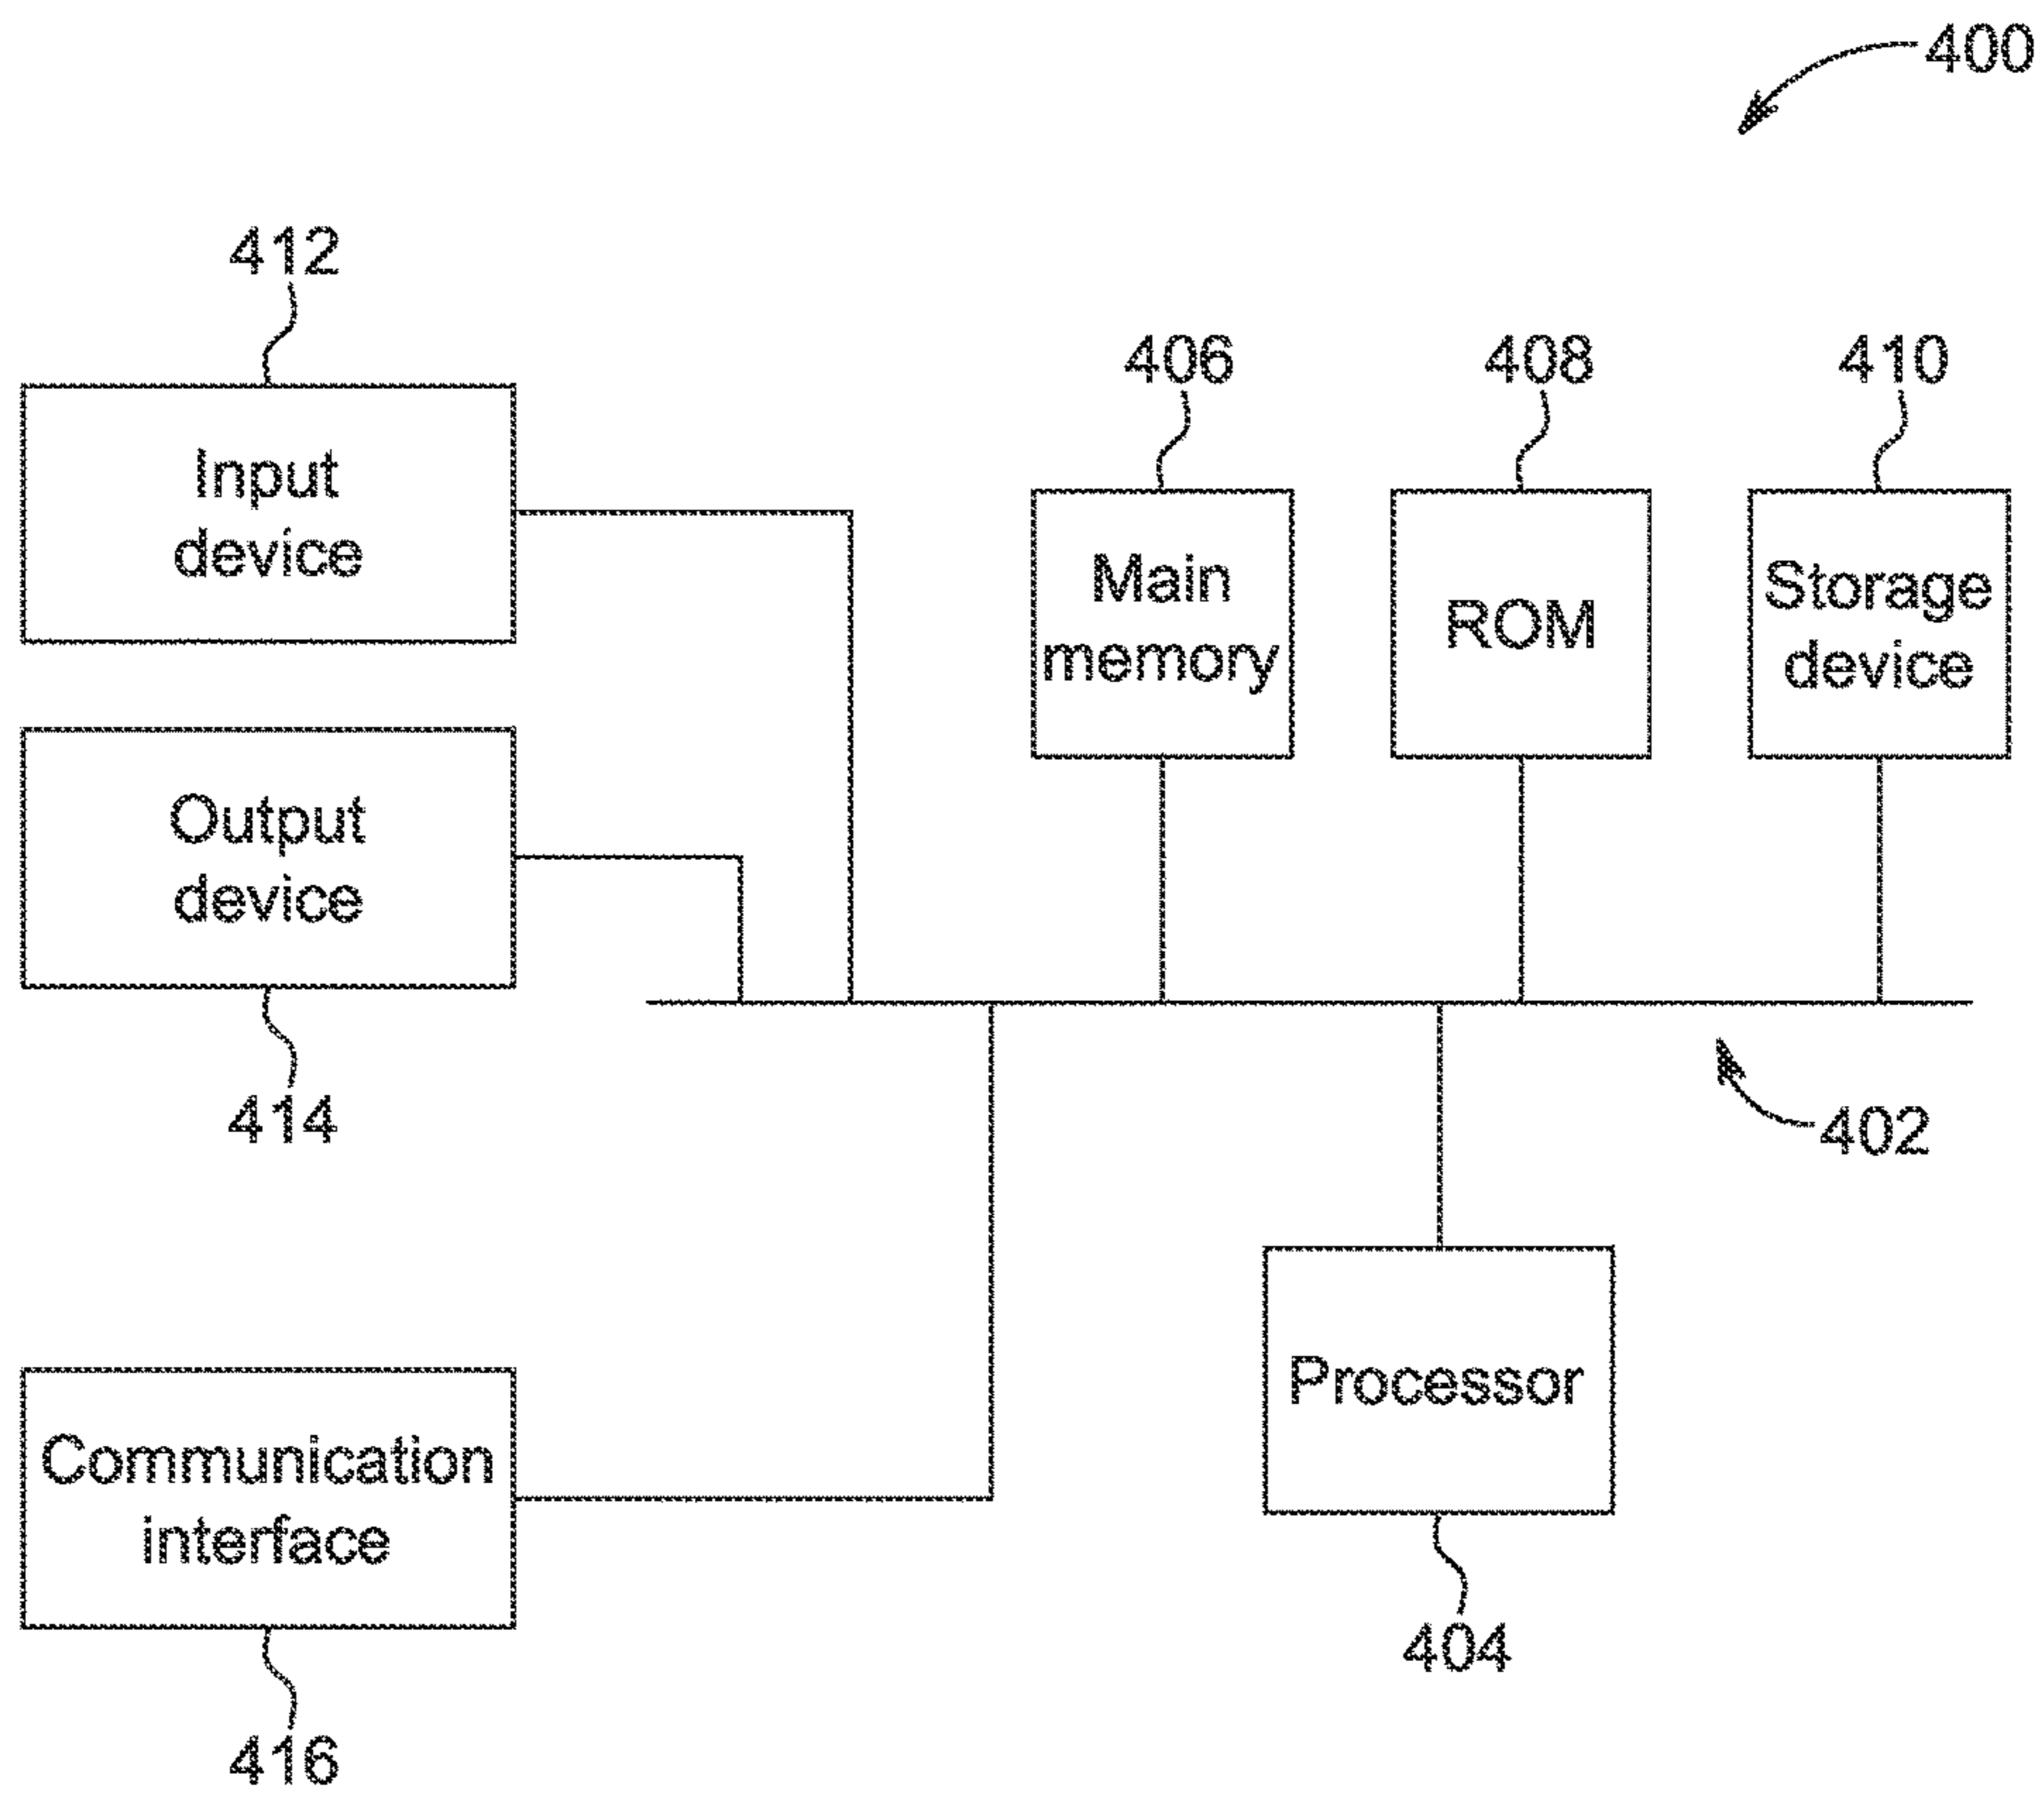 400
412
Input
device
406
408
410
Main
memory
ROM
Storage
device
Output
device
414
402
Processor
404
Communication
interface
416